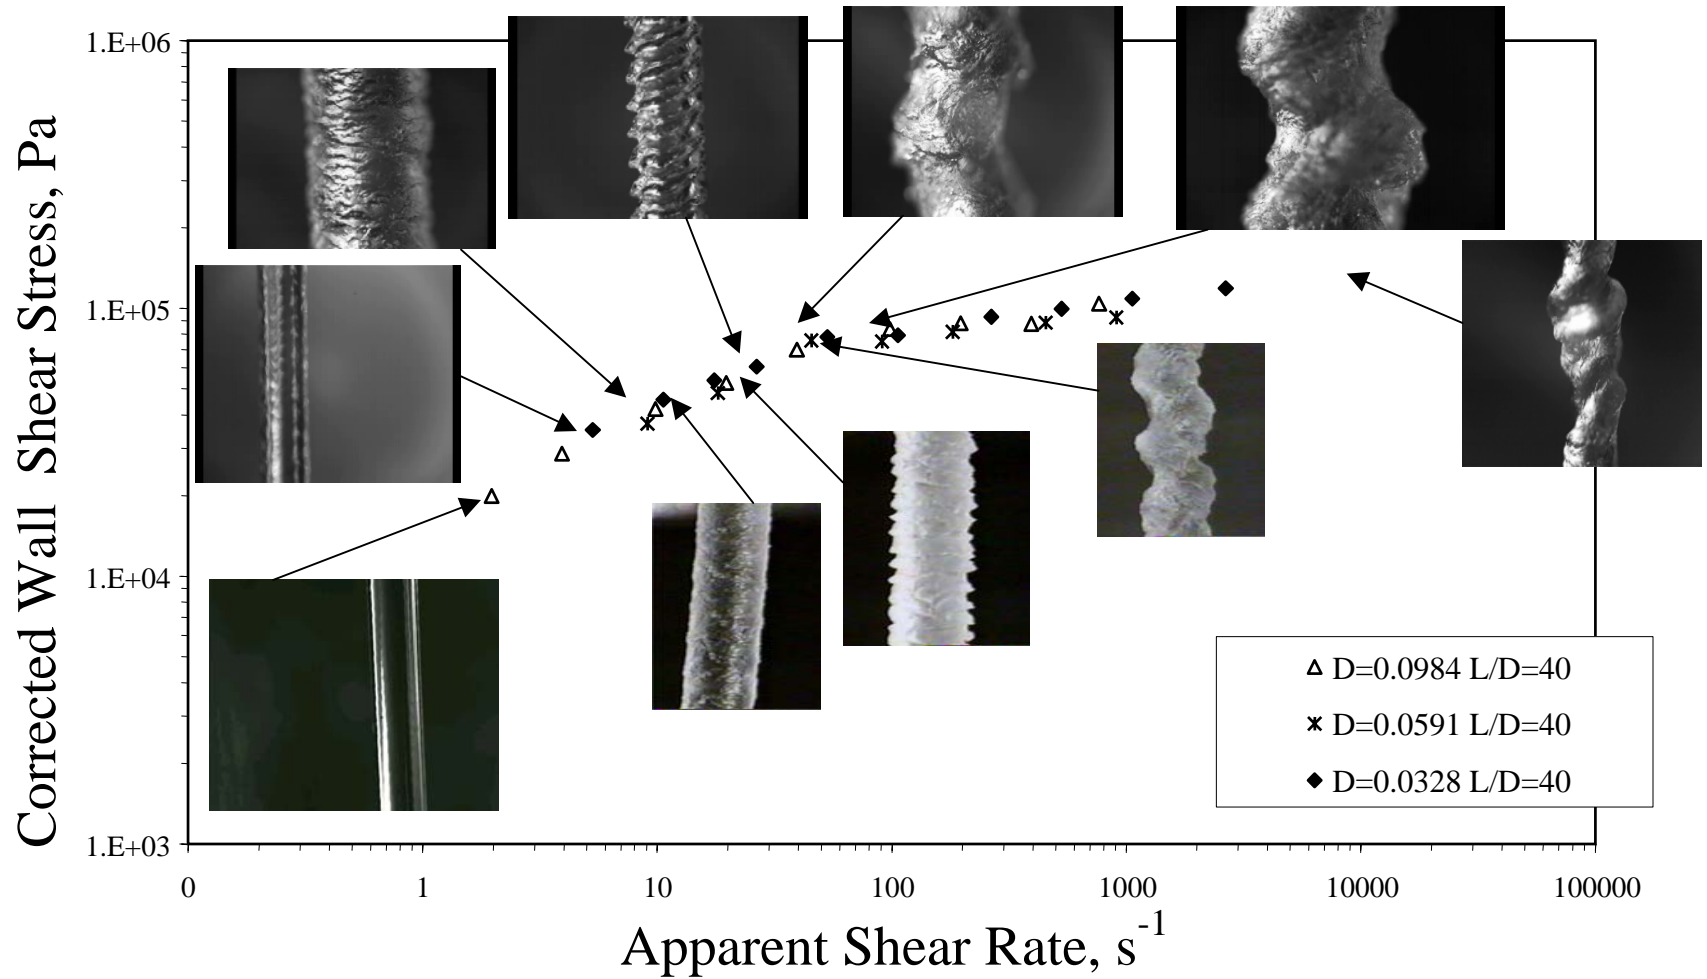 1.E+06
1.E+05
1.E+04
1.E+03
Corrected Wall Shear Stress, Pa
D=0.0984 L/D=40
D=0.0591 L/D=40
D=0.0328 L/D=40
0 1 10 100 1000 10000 100000
Apparent Shear Rate, s-1